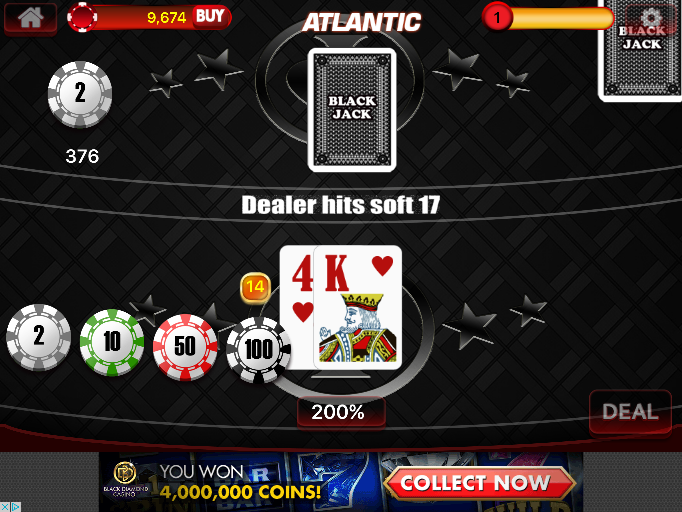 9,674 BUY
ATLANTIC
1
BLACK
JACK
BLACK
JACK
2
376
Dealer hits soft 17
14
4 K
2
10
50
100
200%
DEAL
BLACK DIAMOND
CASINO
YOU WON
4,000,000 COINS!
COLLECT NOW